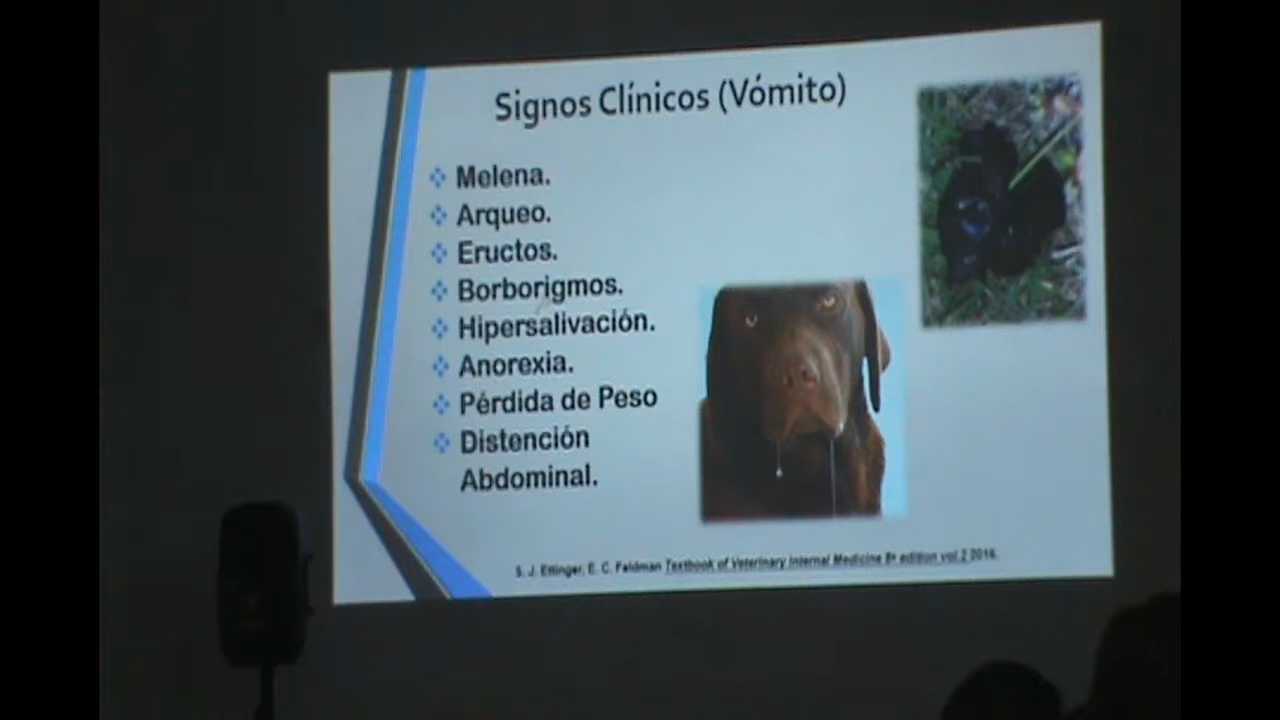 Signos Clínicos (Vómito)
Melena.
Arqueo.
Eructos.
Borborigmos.
Hipersalivación.
Anorexia.
Pérdida de Peso
Distención
Abdominal.
S. J. Ettinger, E. C. Feldman Textbook of Veterinary Internal Medicine 8ª edition vol.2 2016.